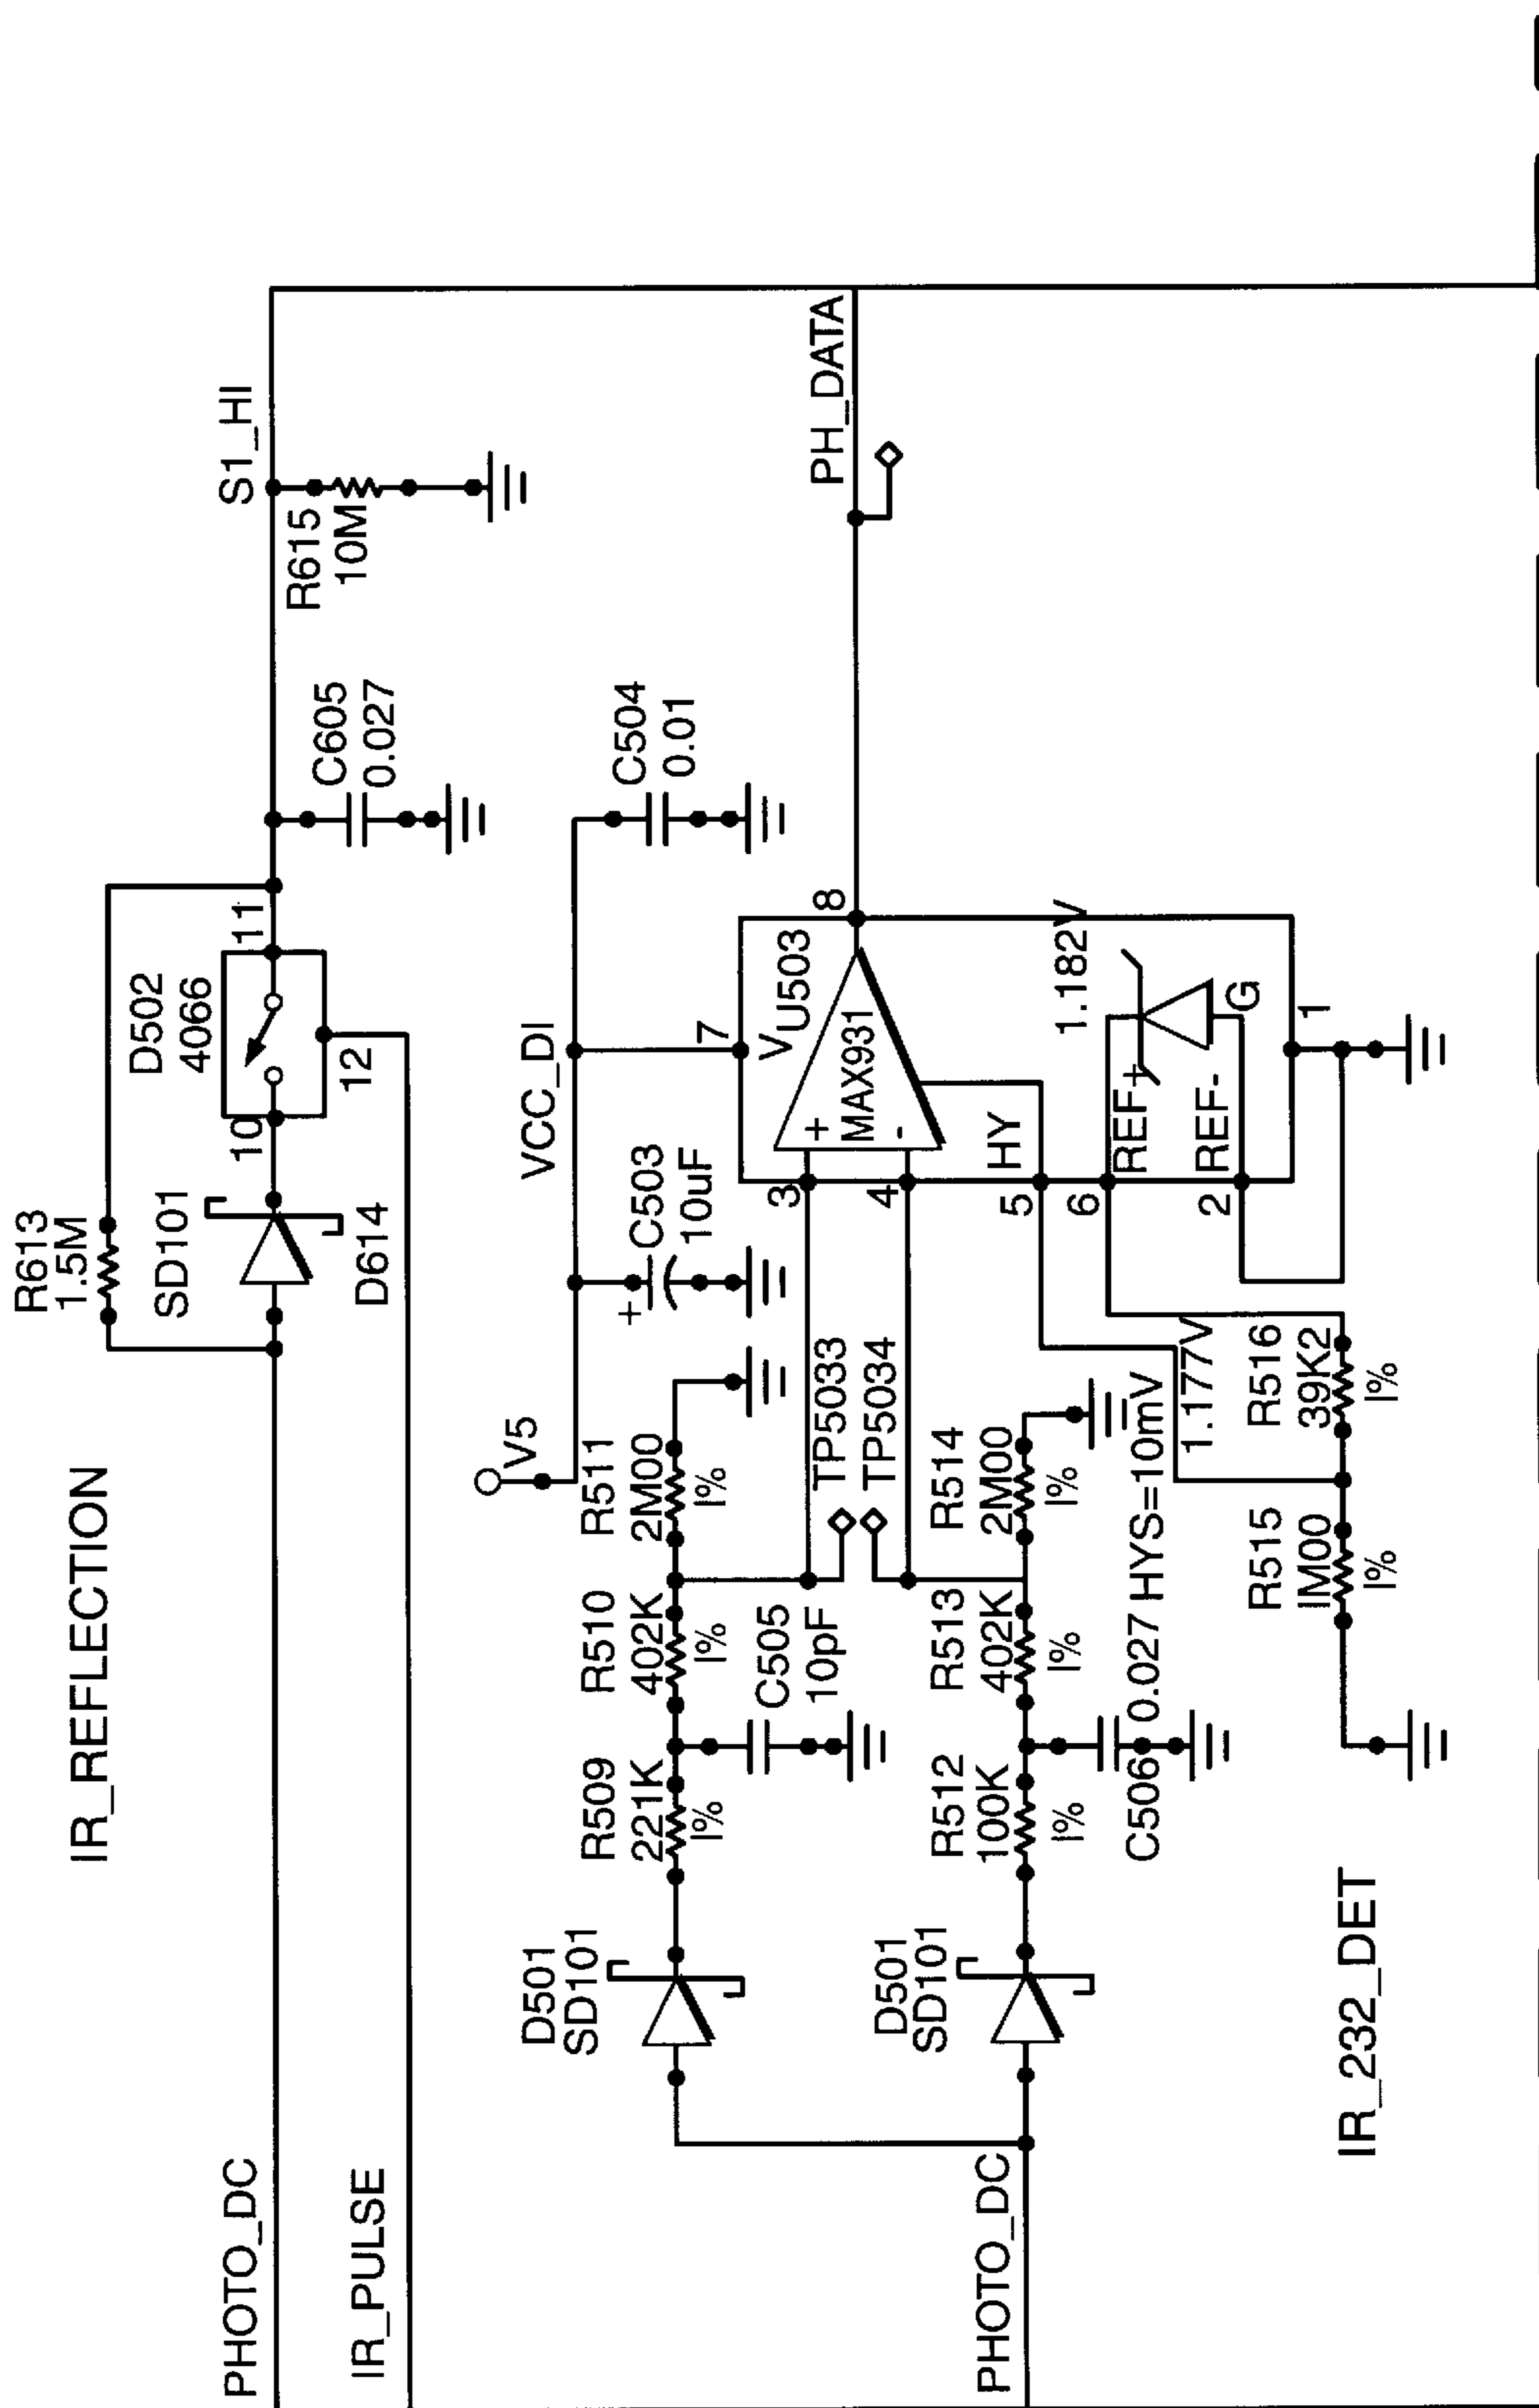 IR_REFLECTION
R613
1.5M
SD101
D614
D502
4066
10
11
12
S1_HI
C605
0.027
R615
10M
PHOTO_DC
IR_PULSE
V5
VCC_DI
C503
10uF
+
C504
0.01
D501
SD101
R509
221K
I%
R510
402K
I%
R511
2M00
I%
C505
10pF
TP5033
TP5034
3
4
5
6
2
7
8
1
V
U503
MAX931
+
-
HY
REF+
REF-
1.182V
G
PH_DATA
PHOTO_DC
D501
SD101
R512
100K
I%
R513
402K
I%
R514
2M00
I%
C506 0.027 HYS=10mV
1.177V
R515
IM00
I%
R516
39K2
I%
IR_232_DET